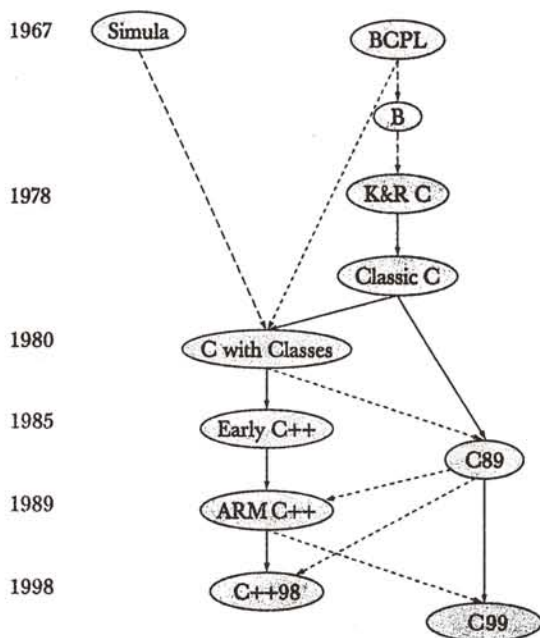 1967 Simula BCPL
B
1978 K&R C
Classic C
1980 C with Classes
1985 Early C++
C89
1989 ARM C++
1998 C++98
C99